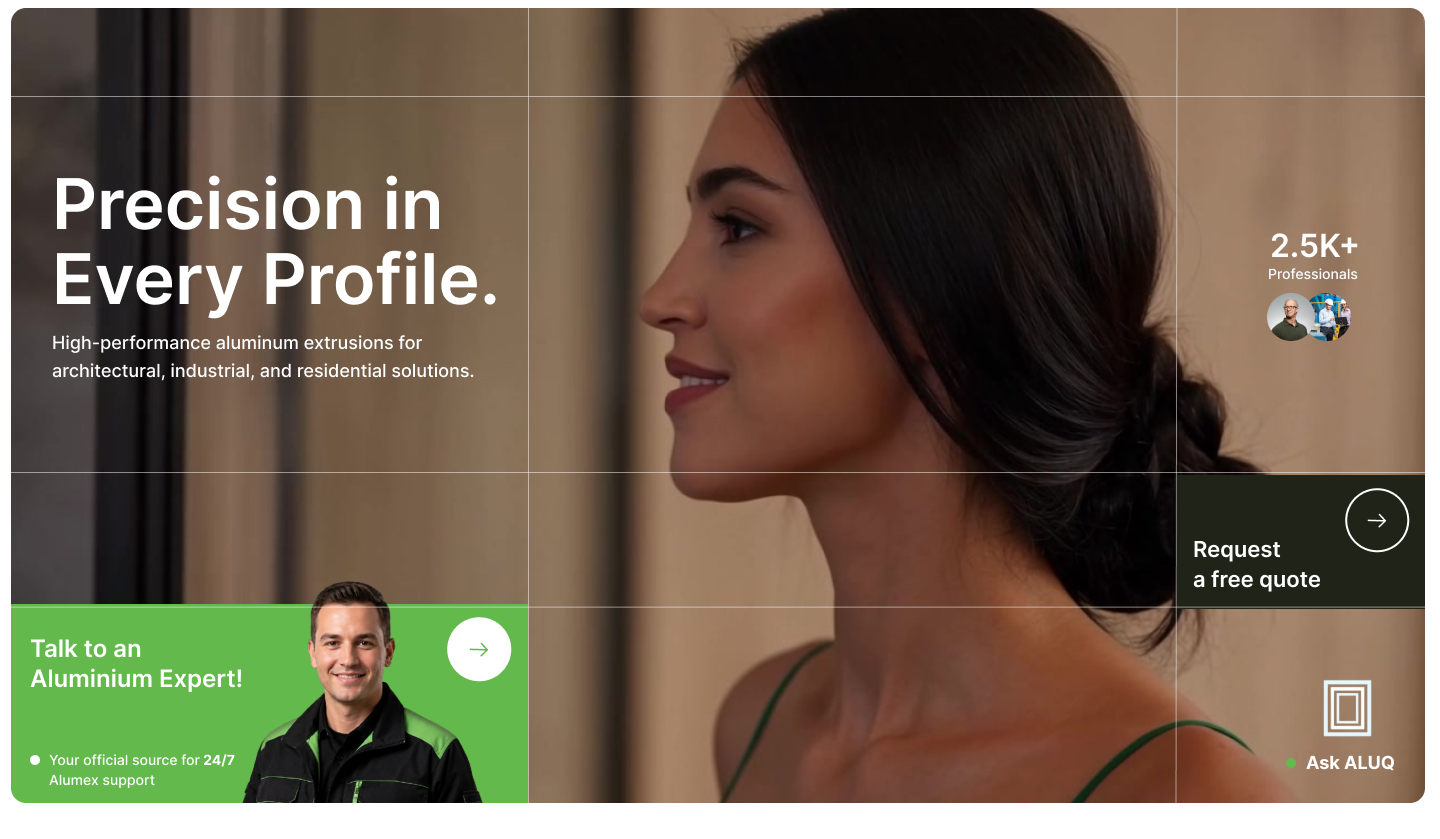 Precision in
Every Profile.
High-performance aluminum extrusions for
architectural, industrial, and residential solutions.
2.5K+
Professionals
Request
a free quote
Talk to an
Aluminium Expert!
Your official source for 24/7
Alumex support
Ask ALUQ